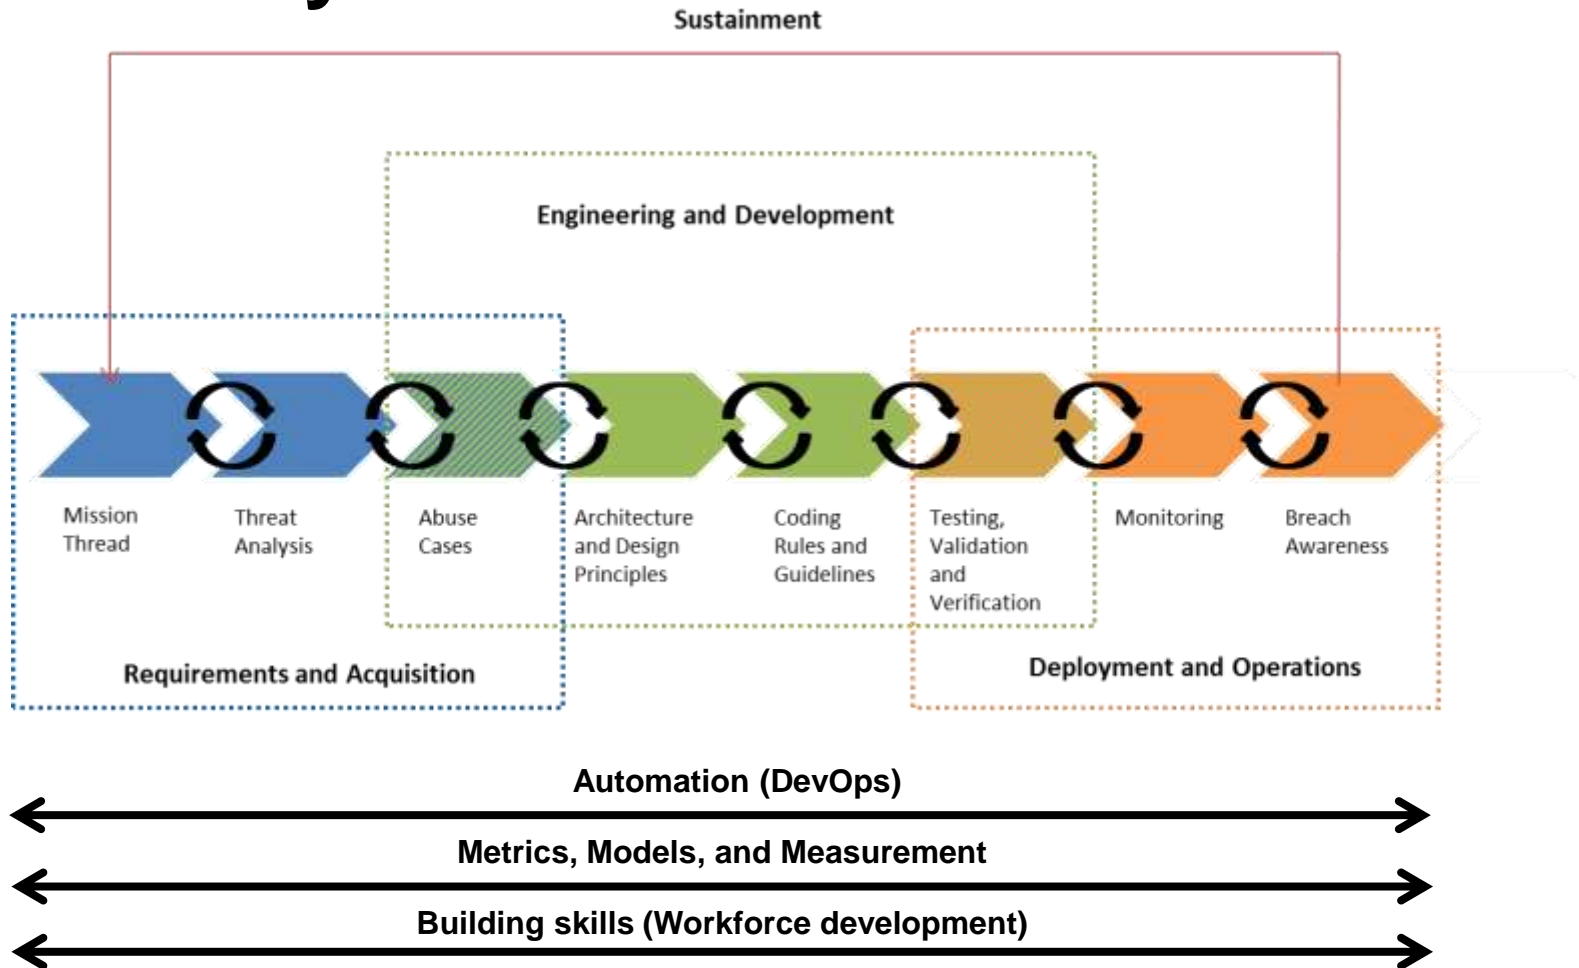 Sustainment
Engineering and Development
Mission
Thread
Threat
Analysis
Abuse
Cases
Architecture
and Design
Principles
Coding
Rules and
Guidelines
Testing,
Validation
and
Verification
Monitoring
Breach
Awareness
Requirements and Acquisition
Deployment and Operations
Automation (DevOps)
Metrics, Models, and Measurement
Building skills (Workforce development)